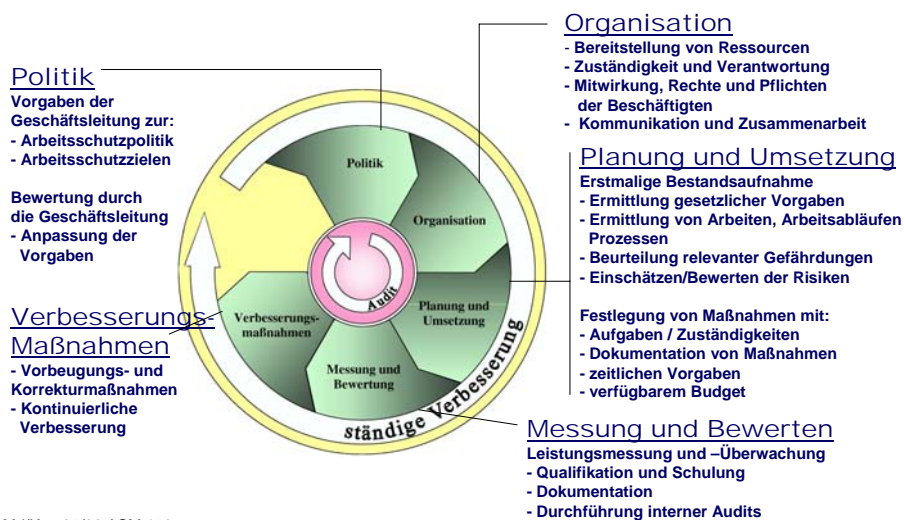 Organisation
- Bereitstellung von Ressourcen
- Zuständigkeit und Verantwortung
- Mitwirkung, Rechte und Pflichten
der Beschäftigten
- Kommunikation und Zusammenarbeit
Politik
Vorgaben der
Geschäftsleitung zur:
- Arbeitsschutzpolitik
- Arbeitsschutzzielen
Bewertung durch
die Geschäftsleitung
- Anpassung der
Vorgaben
Planung und Umsetzung
Erstmalige Bestandsaufnahme
- Ermittlung gesetzlicher Vorgaben
- Ermittlung von Arbeiten, Arbeitsabläufen
Prozessen
- Beurteilung relevanter Gefährdungen
- Einschätzen/Bewerten der Risiken
Festlegung von Maßnahmen mit:
- Aufgaben / Zuständigkeiten
- Dokumentation von Maßnahmen
- zeitlichen Vorgaben
- verfügbarem Budget
Verbesserungs-
Maßnahmen
- Vorbeugungs- und
Korrekturmaßnahmen
- Kontinuierliche
Verbesserung
Politik
Organisation
Planung und
Umsetzung
Messung und
Bewertung
Verbesserungs-
maßnahmen
Audit
ständige Verbesserung
Messung und Bewerten
Leistungsmessung und –Überwachung
- Qualifikation und Schulung
- Dokumentation
- Durchführung interner Audits